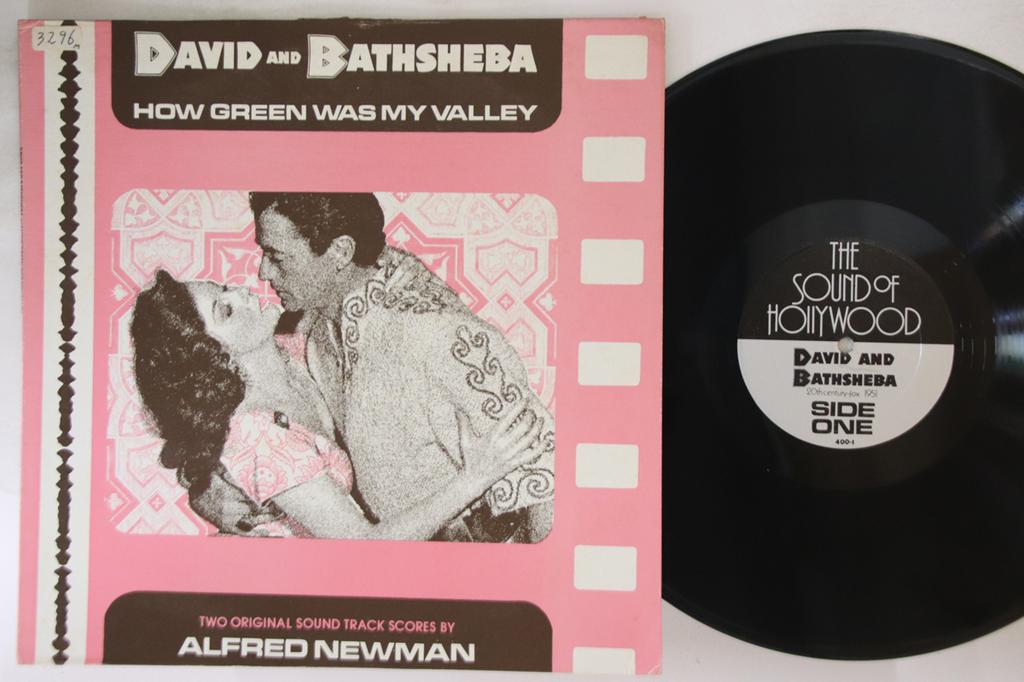 3296
DAVID AND BATHSHEBA
HOW GREEN WAS MY VALLEY
TWO ORIGINAL SOUND TRACK SCORES BY
ALFRED NEWMAN
THE
SOUND OF
HOLLYWOOD
DAVID AND
BATHSHEBA
20th century-fox 1951
SIDE
ONE
400-1